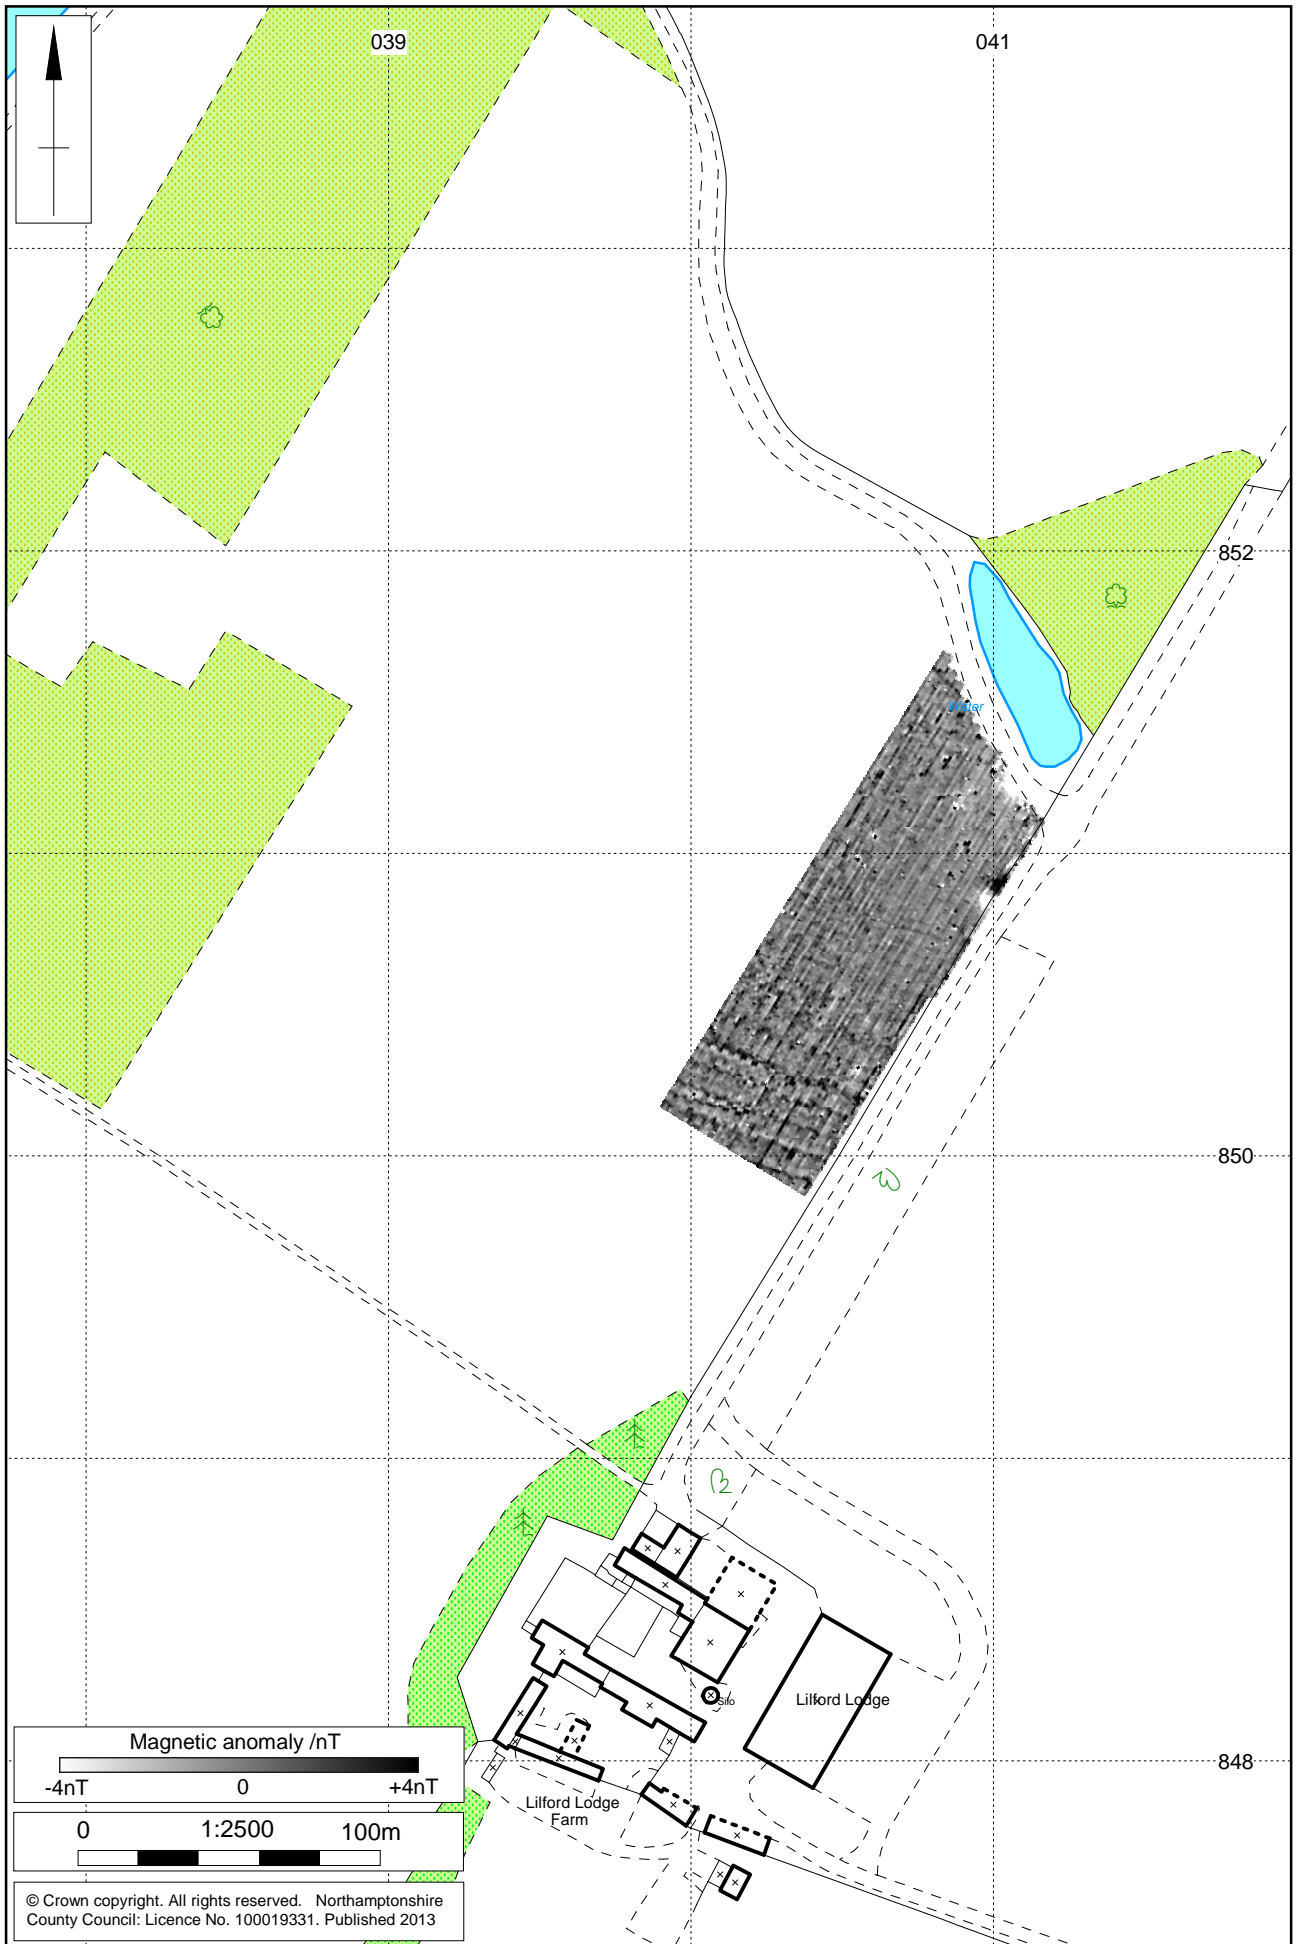 039
041
852
Water
850
Silo
Lilford Lodge
Magnetic anomaly /nT
-4nT 0 +4nT
848
Lilford Lodge
Farm
0 1:2500 100m
© Crown copyright. All rights reserved. Northamptonshire
County Council: Licence No. 100019331. Published 2013